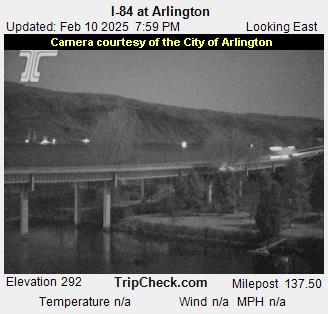 I-84 at Arlington
Updated: Feb 10 2025 7:59 PM Looking East
Camera courtesy of the City of Arlington
Elevation 292 TripCheck.com Milepost 137.50
Temperature n/a Wind n/a MPH n/a